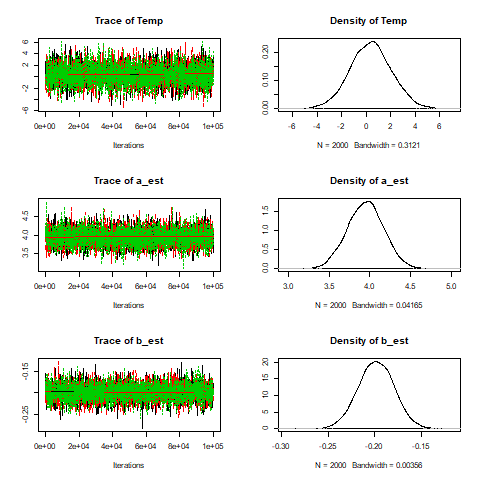 Trace of Temp
6
4
2
-2
-6
0e+00 2e+04 4e+04 6e+04 8e+04 1e+05
Iterations
Density of Temp
0.20
0.10
0.00
-6 -4 -2 0 2 4 6
N = 2000 Bandwidth = 0.3121
Trace of a_est
4.5
4.0
3.5
0e+00 2e+04 4e+04 6e+04 8e+04 1e+05
Iterations
Density of a_est
1.5
1.0
0.5
0.0
3.0 3.5 4.0 4.5 5.0
N = 2000 Bandwidth = 0.04165
Trace of b_est
-0.15
-0.25
0e+00 2e+04 4e+04 6e+04 8e+04 1e+05
Iterations
Density of b_est
20
15
10
5
0
-0.30 -0.25 -0.20 -0.15
N = 2000 Bandwidth = 0.00356